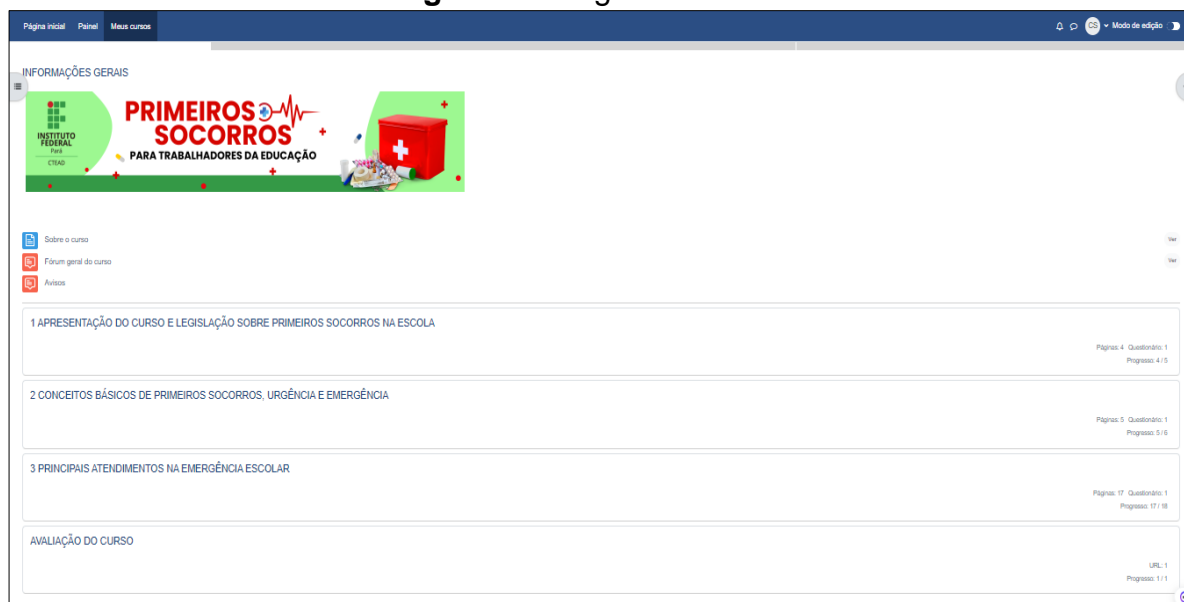 Página inicial Painel Meus cursos CS Modo de edição
INFORMAÇÕES GERAIS
INSTITUTO
FEDERAL
Pará
CTEAD
PRIMEIROS
SOCORROS
PARA TRABALHADORES DA EDUCAÇÃO
Sobre o curso Ver
Fórum geral do curso Ver
Avisos
1 APRESENTAÇÃO DO CURSO E LEGISLAÇÃO SOBRE PRIMEIROS SOCORROS NA ESCOLA
Páginas: 4 Questionário: 1
Progresso: 4 / 5
2 CONCEITOS BÁSICOS DE PRIMEIROS SOCORROS, URGÊNCIA E EMERGÊNCIA
Páginas: 5 Questionário: 1
Progresso: 5 / 6
3 PRINCIPAIS ATENDIMENTOS NA EMERGÊNCIA ESCOLAR
Páginas: 17 Questionário: 1
Progresso: 17 / 18
AVALIAÇÃO DO CURSO
URL: 1
Progresso: 1 / 1